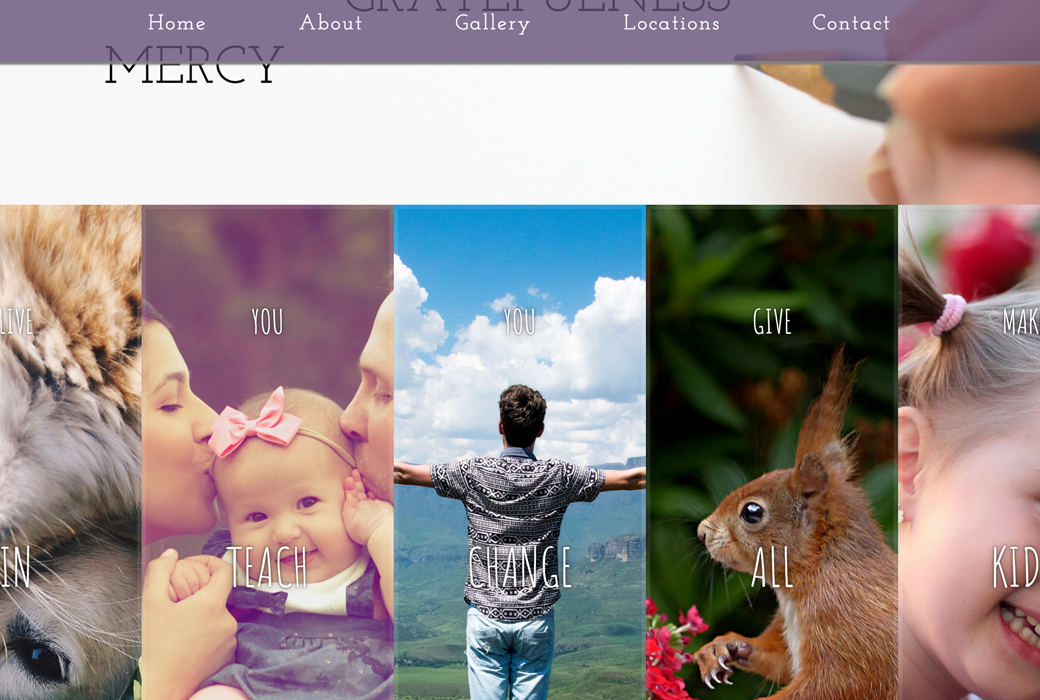 GRATEFULNESS
Home About Gallery Locations Contact
MERCY
LIVE YOU YOU GIVE MAK
IN TEACH CHANGE ALL KID